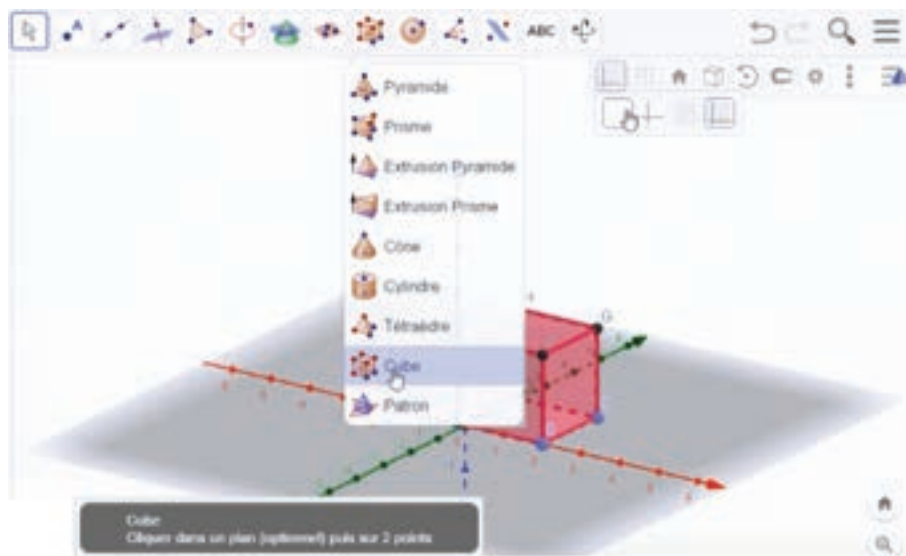 ABC
Pyramide
Prisme
Extrusion Pyramide
Extrusion Prisme
Cône
Cylindre
Tétraèdre
Cube
Patron
G
Cube
Cliquer dans un plan (optionnel) puis sur 2 points